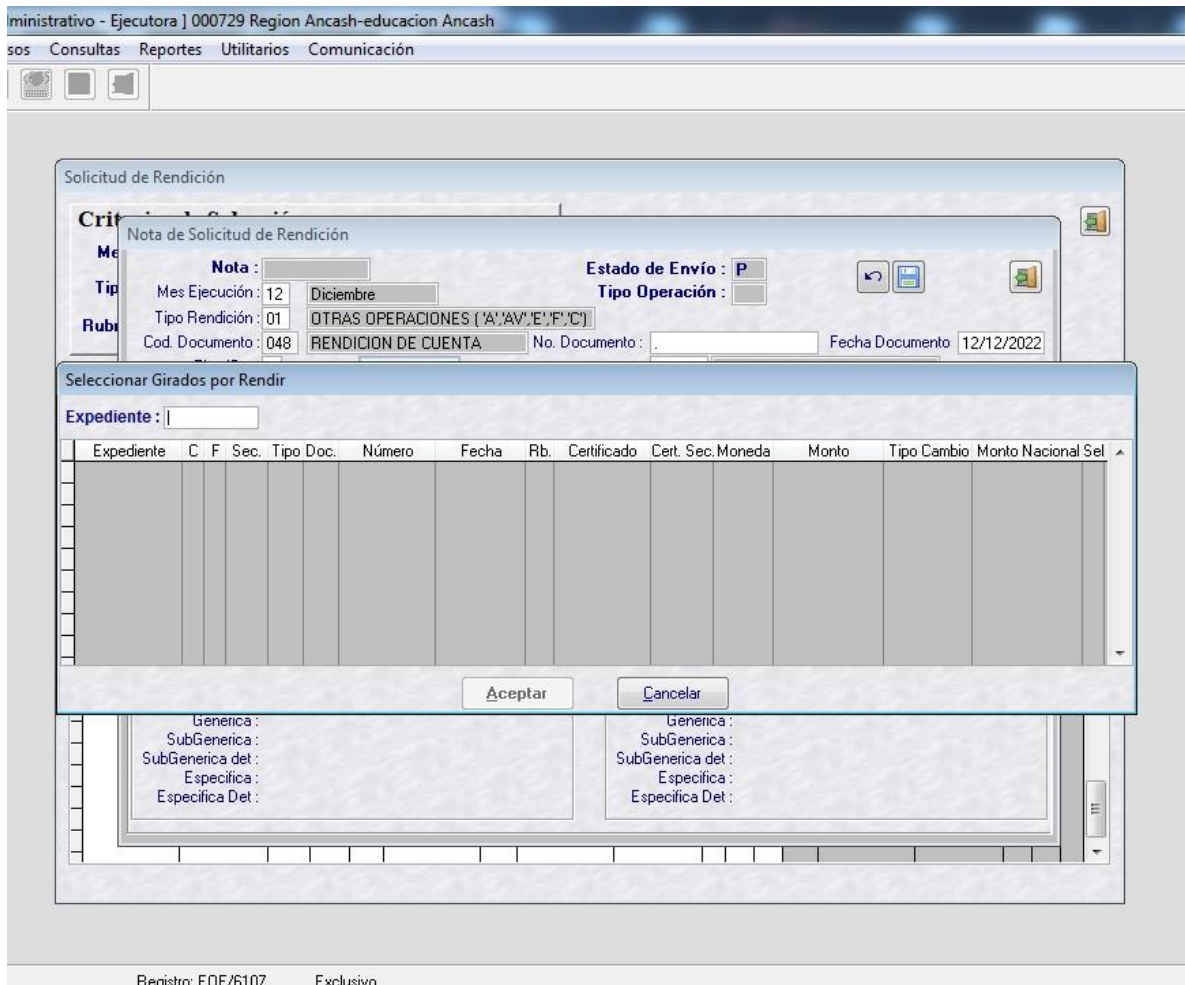 ministrativo - Ejecutora ] 000729 Region Ancash-educacion Ancash
sos Consultas Reportes Utilitarios Comunicación
Solicitud de Rendición
Nota de Solicitud de Rendición
Nota :
Estado de Envío : P
Mes Ejecución : 12 Diciembre
Tipo Operación :
Tipo Rendición : 01 OTRAS OPERACIONES ( 'A','AV','E','F','C')
Cod. Documento : 048 RENDICION DE CUENTA No. Documento : . Fecha Documento 12/12/2022
Seleccionar Girados por Rendir
Expediente :
Expediente C F Sec. Tipo Doc. Número Fecha Rb. Certificado Cert. Sec. Moneda Monto Tipo Cambio Monto Nacional Sel
Aceptar Cancelar
Generica : Generica :
SubGenerica : SubGenerica :
SubGenerica det : SubGenerica det :
Especifica : Especifica :
Especifica Det : Especifica Det :
Registro: EOF/6107 Exclusivo